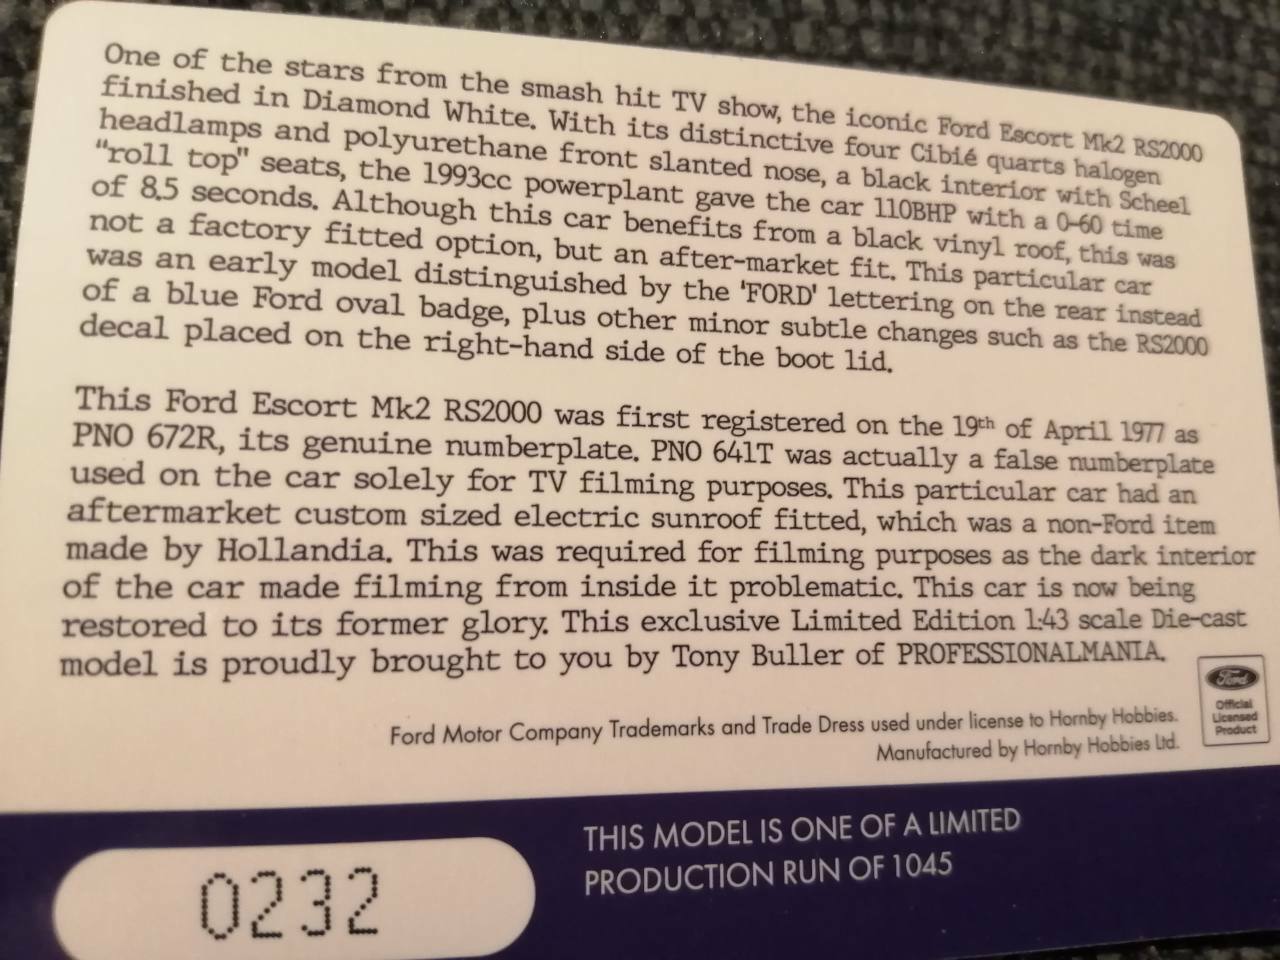 One of the stars from the smash hit TV show, the iconic Ford Escort Mk2 RS2000
finished in Diamond White. With its distinctive four Cibié quarts halogen
headlamps and polyurethane front slanted nose, a black interior with Scheel
"roll top" seats, the 1993cc powerplant gave the car 110BHP with a 0-60 time
of 8.5 seconds. Although this car benefits from a black vinyl roof, this was
not a factory fitted option, but an after-market fit. This particular car
was an early model distinguished by the 'FORD' lettering on the rear instead
of a blue Ford oval badge, plus other minor subtle changes such as the RS2000
decal placed on the right-hand side of the boot lid.
This Ford Escort Mk2 RS2000 was first registered on the 19th of April 1977 as
PNO 672R, its genuine numberplate. PNO 641T was actually a false numberplate
used on the car solely for TV filming purposes. This particular car had an
aftermarket custom sized electric sunroof fitted, which was a non-Ford item
made by Hollandia. This was required for filming purposes as the dark interior
of the car made filming from inside it problematic. This car is now being
restored to its former glory. This exclusive Limited Edition 1:43 scale Die-cast
model is proudly brought to you by Tony Buller of PROFESSIONALMANIA.
Ford Motor Company Trademarks and Trade Dress used under license to Hornby Hobbies.
Manufactured by Hornby Hobbies Ltd.
Ford
Official
Licensed
Product
THIS MODEL IS ONE OF A LIMITED
PRODUCTION RUN OF 1045
0232